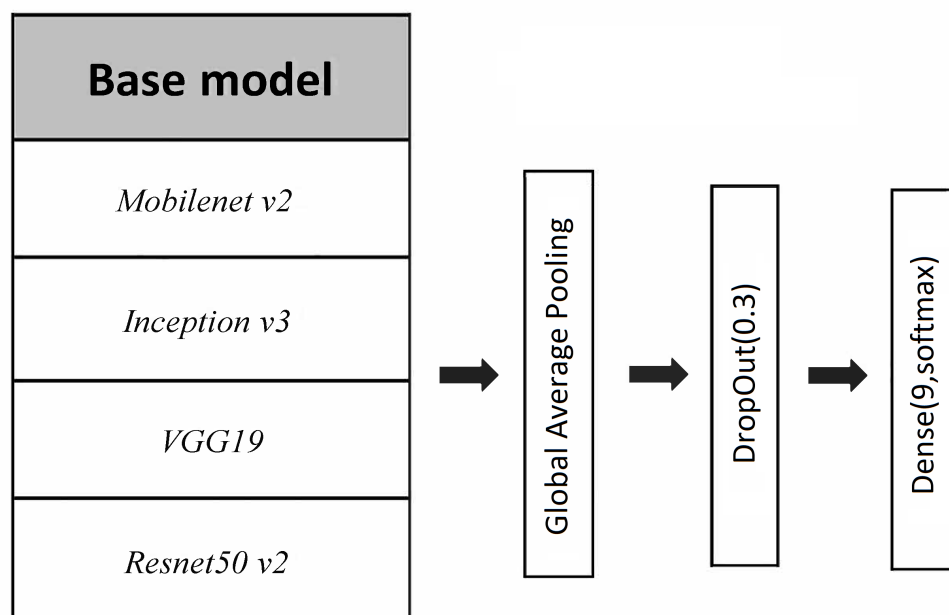 Base model
Mobilenet v2
Inception v3
VGG19
Resnet50 v2
Global Average Pooling
DropOut(0.3)
Dense(9,softmax)